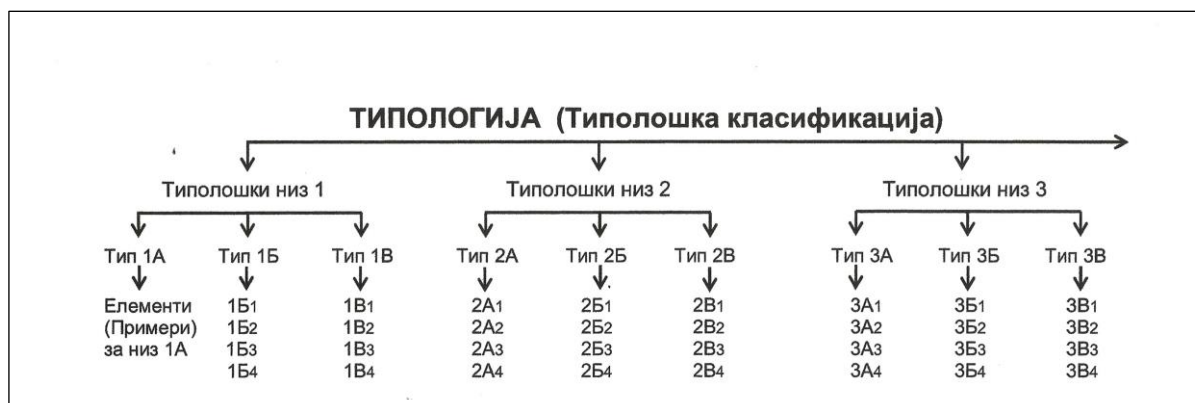 ТИПОЛОГИЈА (Типолошка класификација)
Типолошки низ 1 Типолошки низ 2 Типолошки низ 3
Тип 1А Тип 1Б Тип 1В Тип 2А Тип 2Б Тип 2В Тип 3А Тип 3Б Тип 3В
Елементи 1Б1 1В1 2А1 2Б1 2В1 3А1 3Б1 3В1
(Примери) 1Б2 1В2 2А2 2Б2 2В2 3А2 3Б2 3В2
за низ 1А 1Б3 1В3 2А3 2Б3 2В3 3А3 3Б3 3В3
1Б4 1В4 2А4 2Б4 2В4 3А4 3Б4 3В4